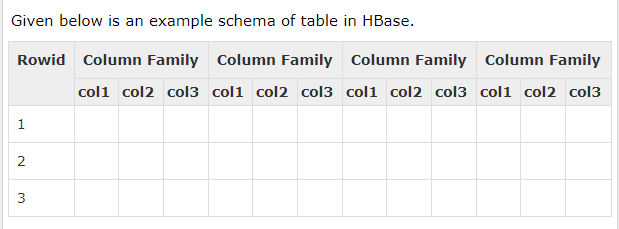 Given below is an example schema of table in HBase.
Rowid Column Family Column Family Column Family Column Family
col1 col2 col3 col1 col2 col3 col1 col2 col3 col1 col2 col3
1
2
3